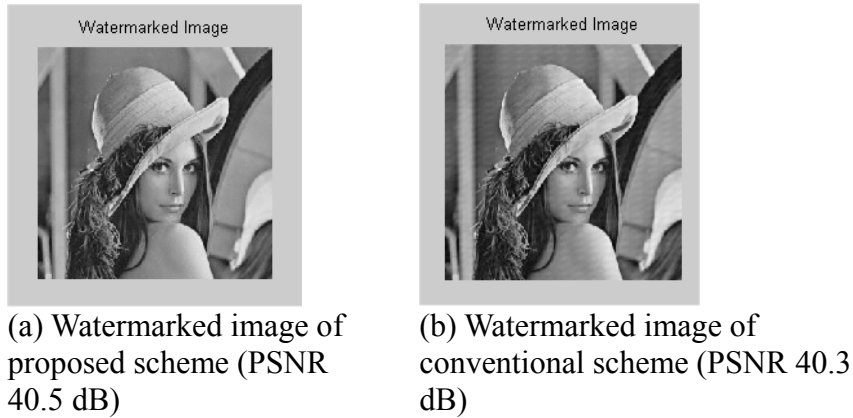 Watermarked Image
(a) Watermarked image of
proposed scheme (PSNR
40.5 dB)
Watermarked Image
(b) Watermarked image of
conventional scheme (PSNR 40.3
dB)